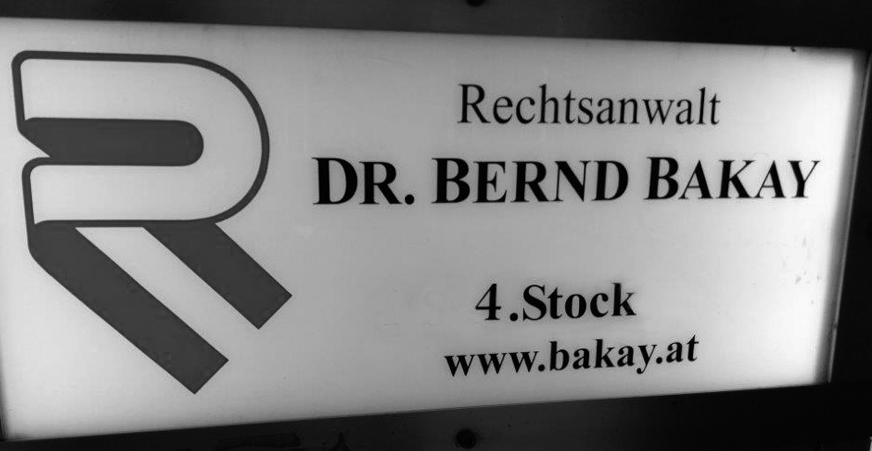 Rechtsanwalt
DR. BERND BAKAY
4.Stock
www.bakay.at